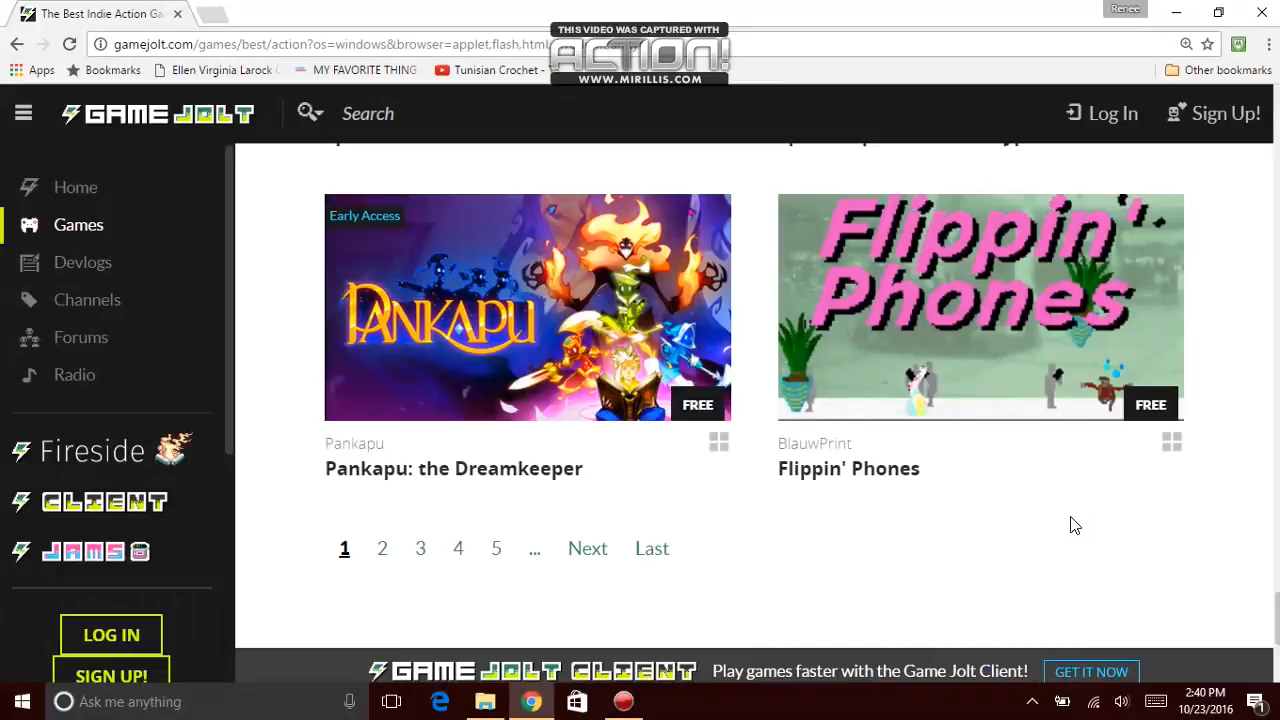 The Best Indie Action Ga
Renee
THIS VIDEO WAS CAPTURED WITH
ACTION!
WWW.MIRILLIS.COM
gamejolt.com/games/best/action?os=windows&browser=applet,flash,html,
Apps
Bookmarks
Ellen Virginia Larock
MY FAVORITE THING
Tunisian Crochet -
Other bookmarks
GAME JOLT
Search
Log In
Sign Up!
Home
Games
Devlogs
Channels
Forums
Radio
Fireside
CLIENT
JAMS
LOG IN
SIGN UP!
Early Access
PANKAPU
FREE
Pankapu
Pankapu: the Dreamkeeper
Flippin'
Phones
FREE
BlauwPrint
Flippin' Phones
1 2 3 4 5 ... Next Last
GAME JOLT CLIENT Play games faster with the Game Jolt Client! GET IT NOW
Ask me anything
2:40 PM
10/23/2016
1